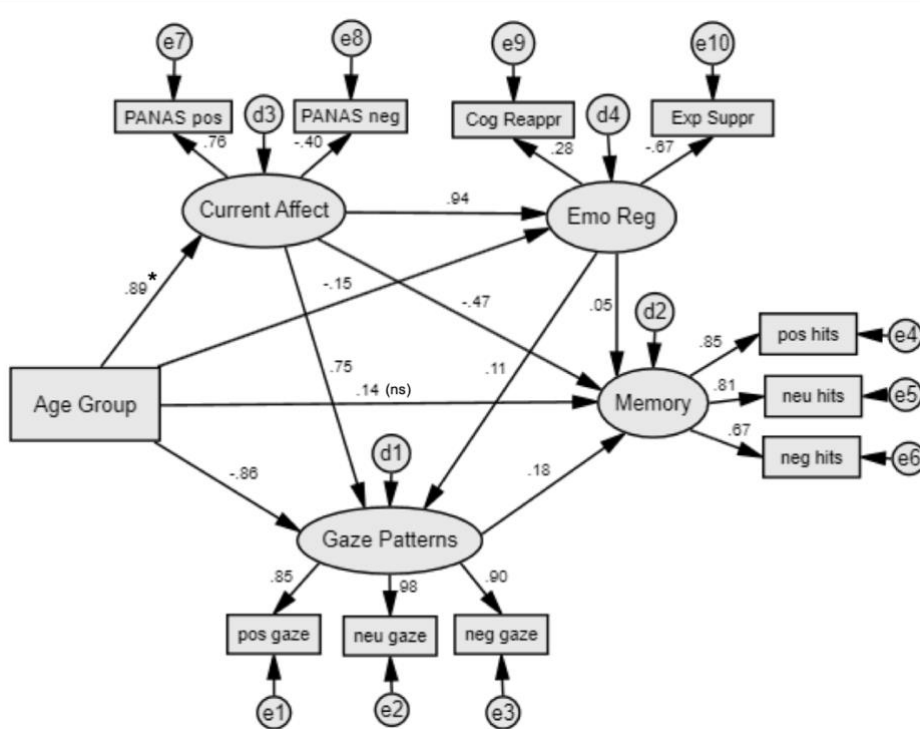 e7
e8
e9
e10
PANAS pos
d3
PANAS neg
Cog Reappr
d4
Exp Suppr
.76
-.40
.28
-.67
Current Affect
.94
Emo Reg
.89*
-.15
-.47
.05
d2
.85
pos hits
e4
.75
.14 (ns)
.11
Age Group
Memory
.81
neu hits
e5
.67
neg hits
e6
-.86
d1
.18
Gaze Patterns
.85
.98
.90
pos gaze
neu gaze
neg gaze
e1
e2
e3